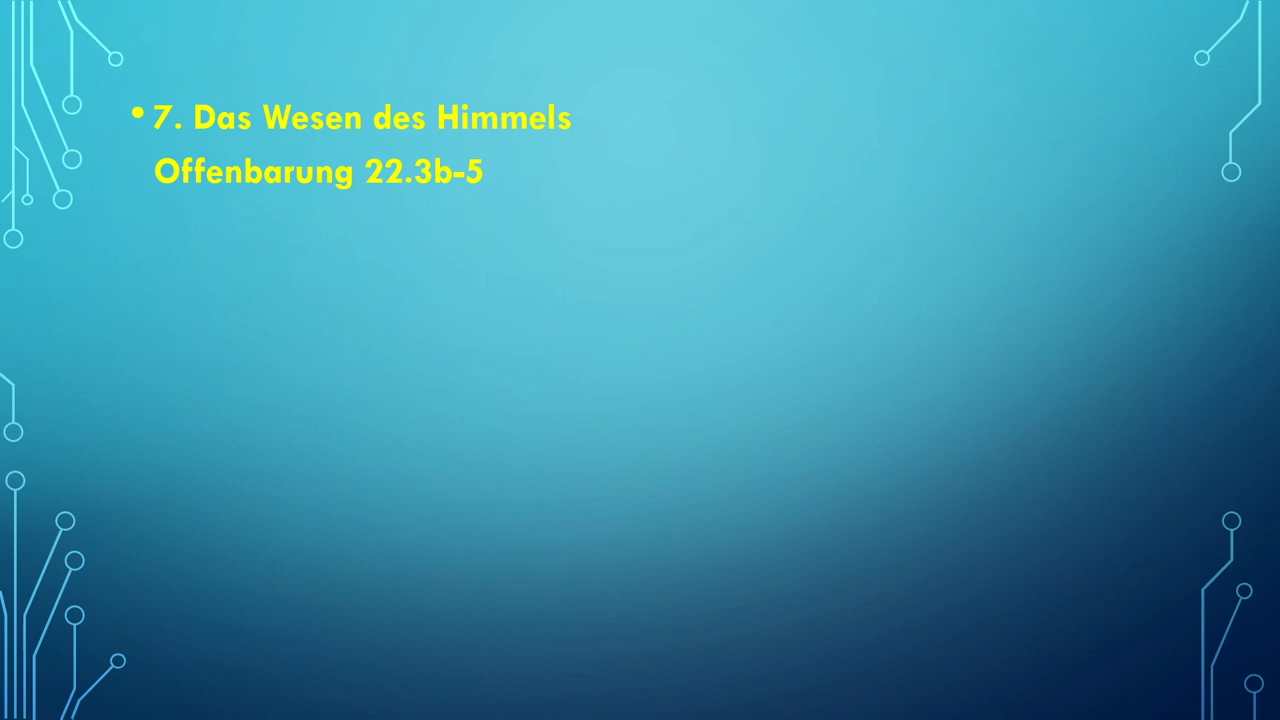 • 7. Das Wesen des Himmels
Offenbarung 22.3b-5